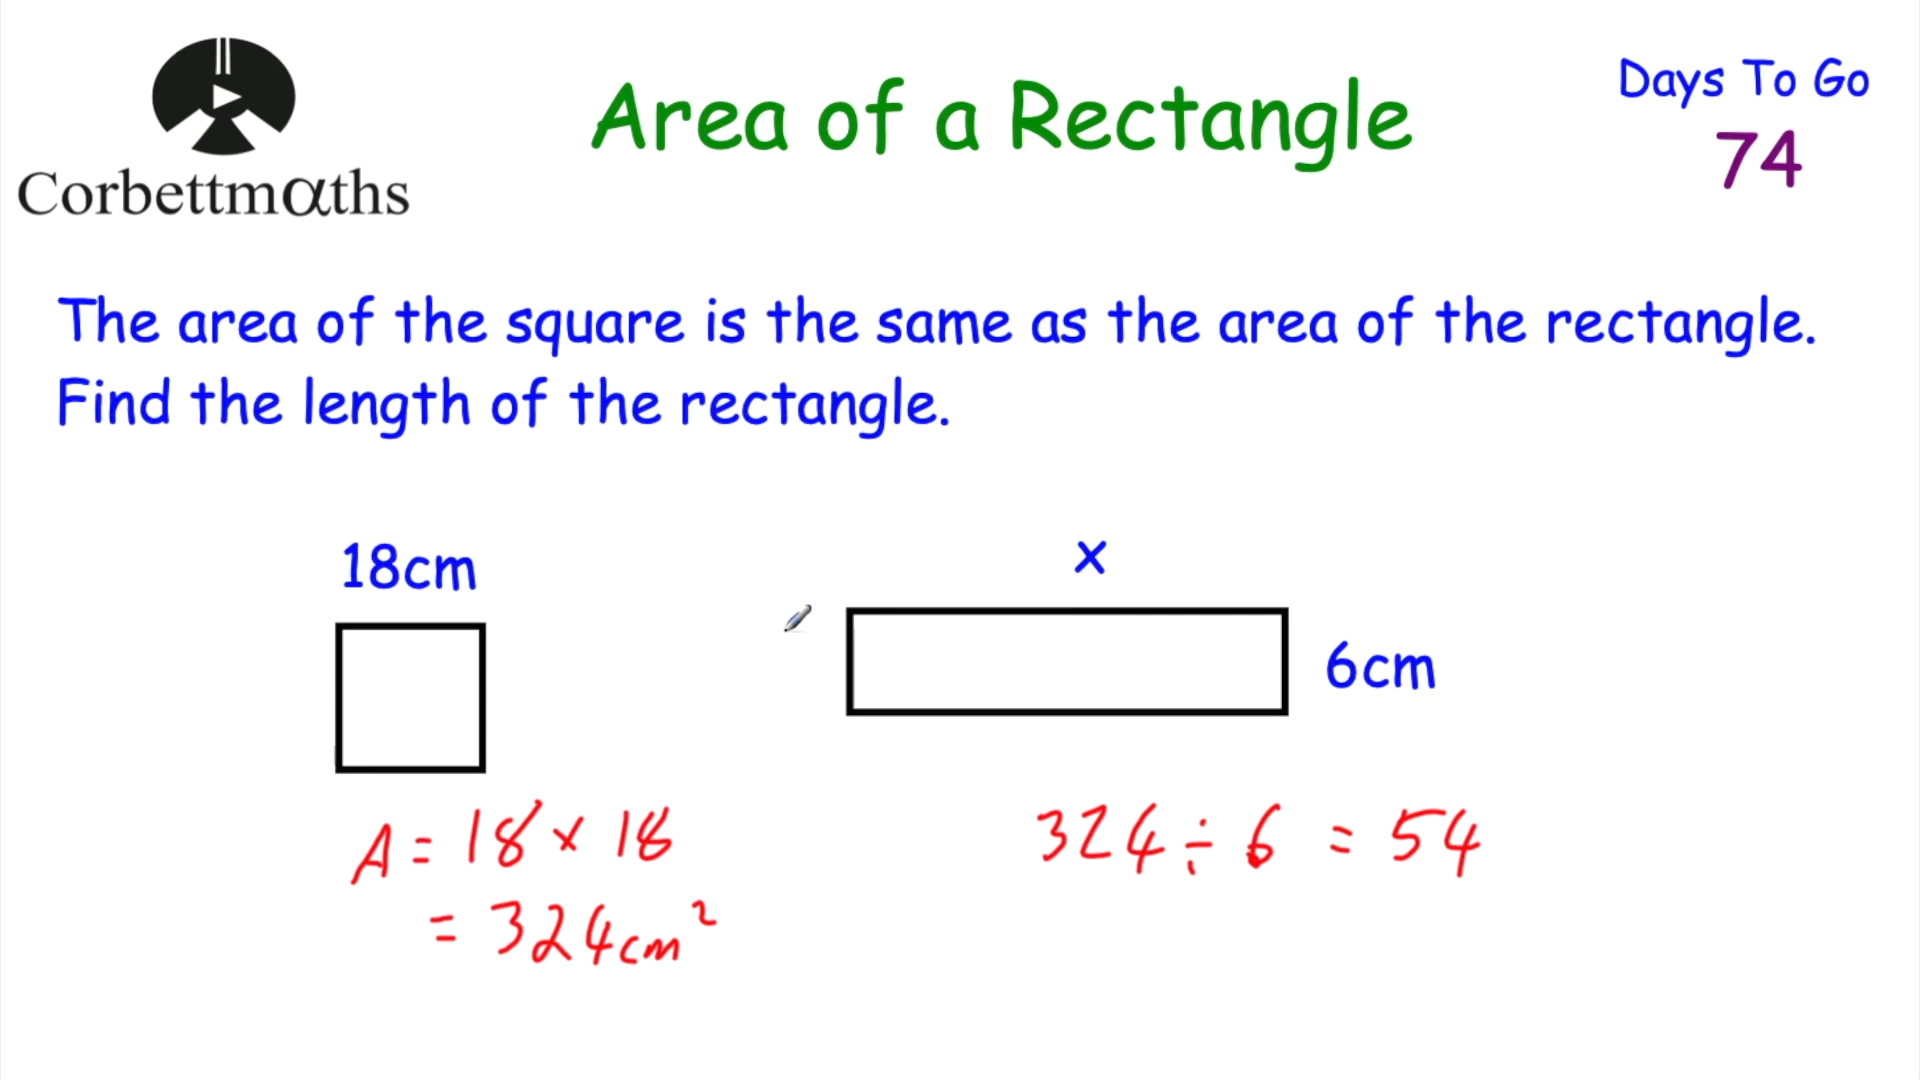 Corbettmαths
Area of a Rectangle
Days To Go
74
The area of the square is the same as the area of the rectangle.
Find the length of the rectangle.
18cm
x
6cm
A = 18 × 18
= 324cm²
324 ÷ 6 = 54